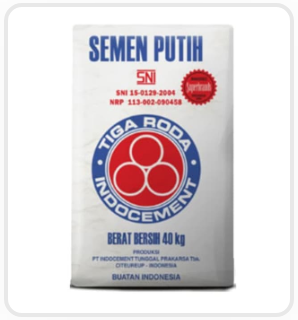 SEMEN PUTIH
SNI
SNI 15-0129-2004
NRP 113-002-090458
Superbrands
TIGA RODA
INDOCEMENT
BERAT BERSIH 40 kg
PRODUKSI
PT INDOCEMENT TUNGGAL PRAKARSA Tbk.
CITEUREUP - INDONESIA
BUATAN INDONESIA